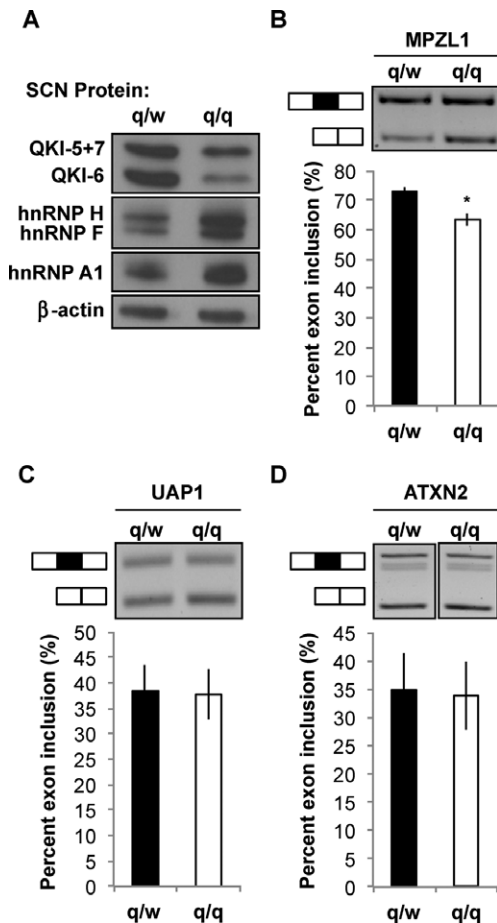 A
SCN Protein:
q/w q/q
QKI-5+7
QKI-6
hnRNP H
hnRNP F
hnRNP A1
β-actin
B
MPZL1
q/w q/q
Percent exon inclusion (%)
80
70
60
50
40
30
20
10
0
*
q/w q/q
C
UAP1
q/w q/q
Percent exon inclusion (%)
50
45
40
35
30
25
20
15
10
5
0
q/w q/q
D
ATXN2
q/w q/q
Percent exon inclusion (%)
45
40
35
30
25
20
15
10
5
0
q/w q/q